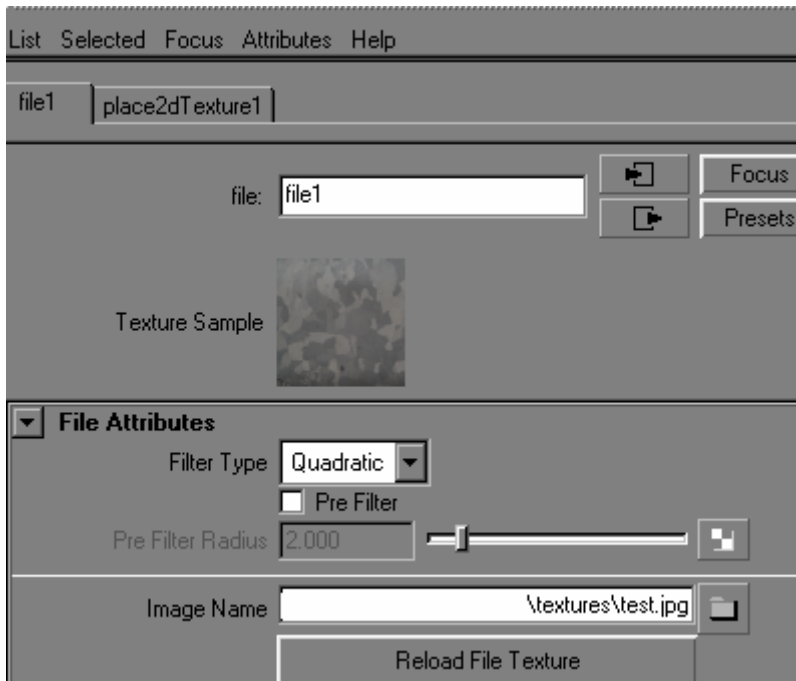 List Selected Focus Attributes Help
file1 place2dTexture1
file: file1 Focus
Presets
Texture Sample
File Attributes
Filter Type Quadratic
Pre Filter
Pre Filter Radius 2.000
Image Name \textures\test.jpg
Reload File Texture